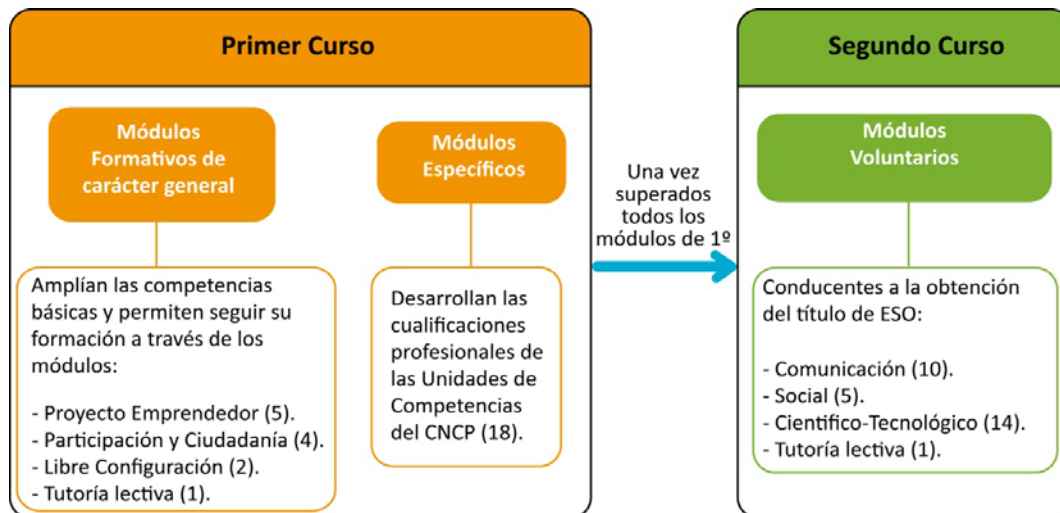 Primer Curso
Módulos
Formativos de
carácter general
Amplían las competencias
básicas y permiten seguir su
formación a través de los
módulos:
- Proyecto Emprendedor (5).
- Participación y Ciudadanía (4).
- Libre Configuración (2).
- Tutoría lectiva (1).
Módulos
Específicos
Desarrollan las
cualificaciones
profesionales de
las Unidades de
Competencias
del CNCP (18).
Una vez
superados
todos los
módulos de 1º
Segundo Curso
Módulos
Voluntarios
Conducentes a la obtención
del título de ESO:
- Comunicación (10).
- Social (5).
- Científico-Tecnológico (14).
- Tutoría lectiva (1).